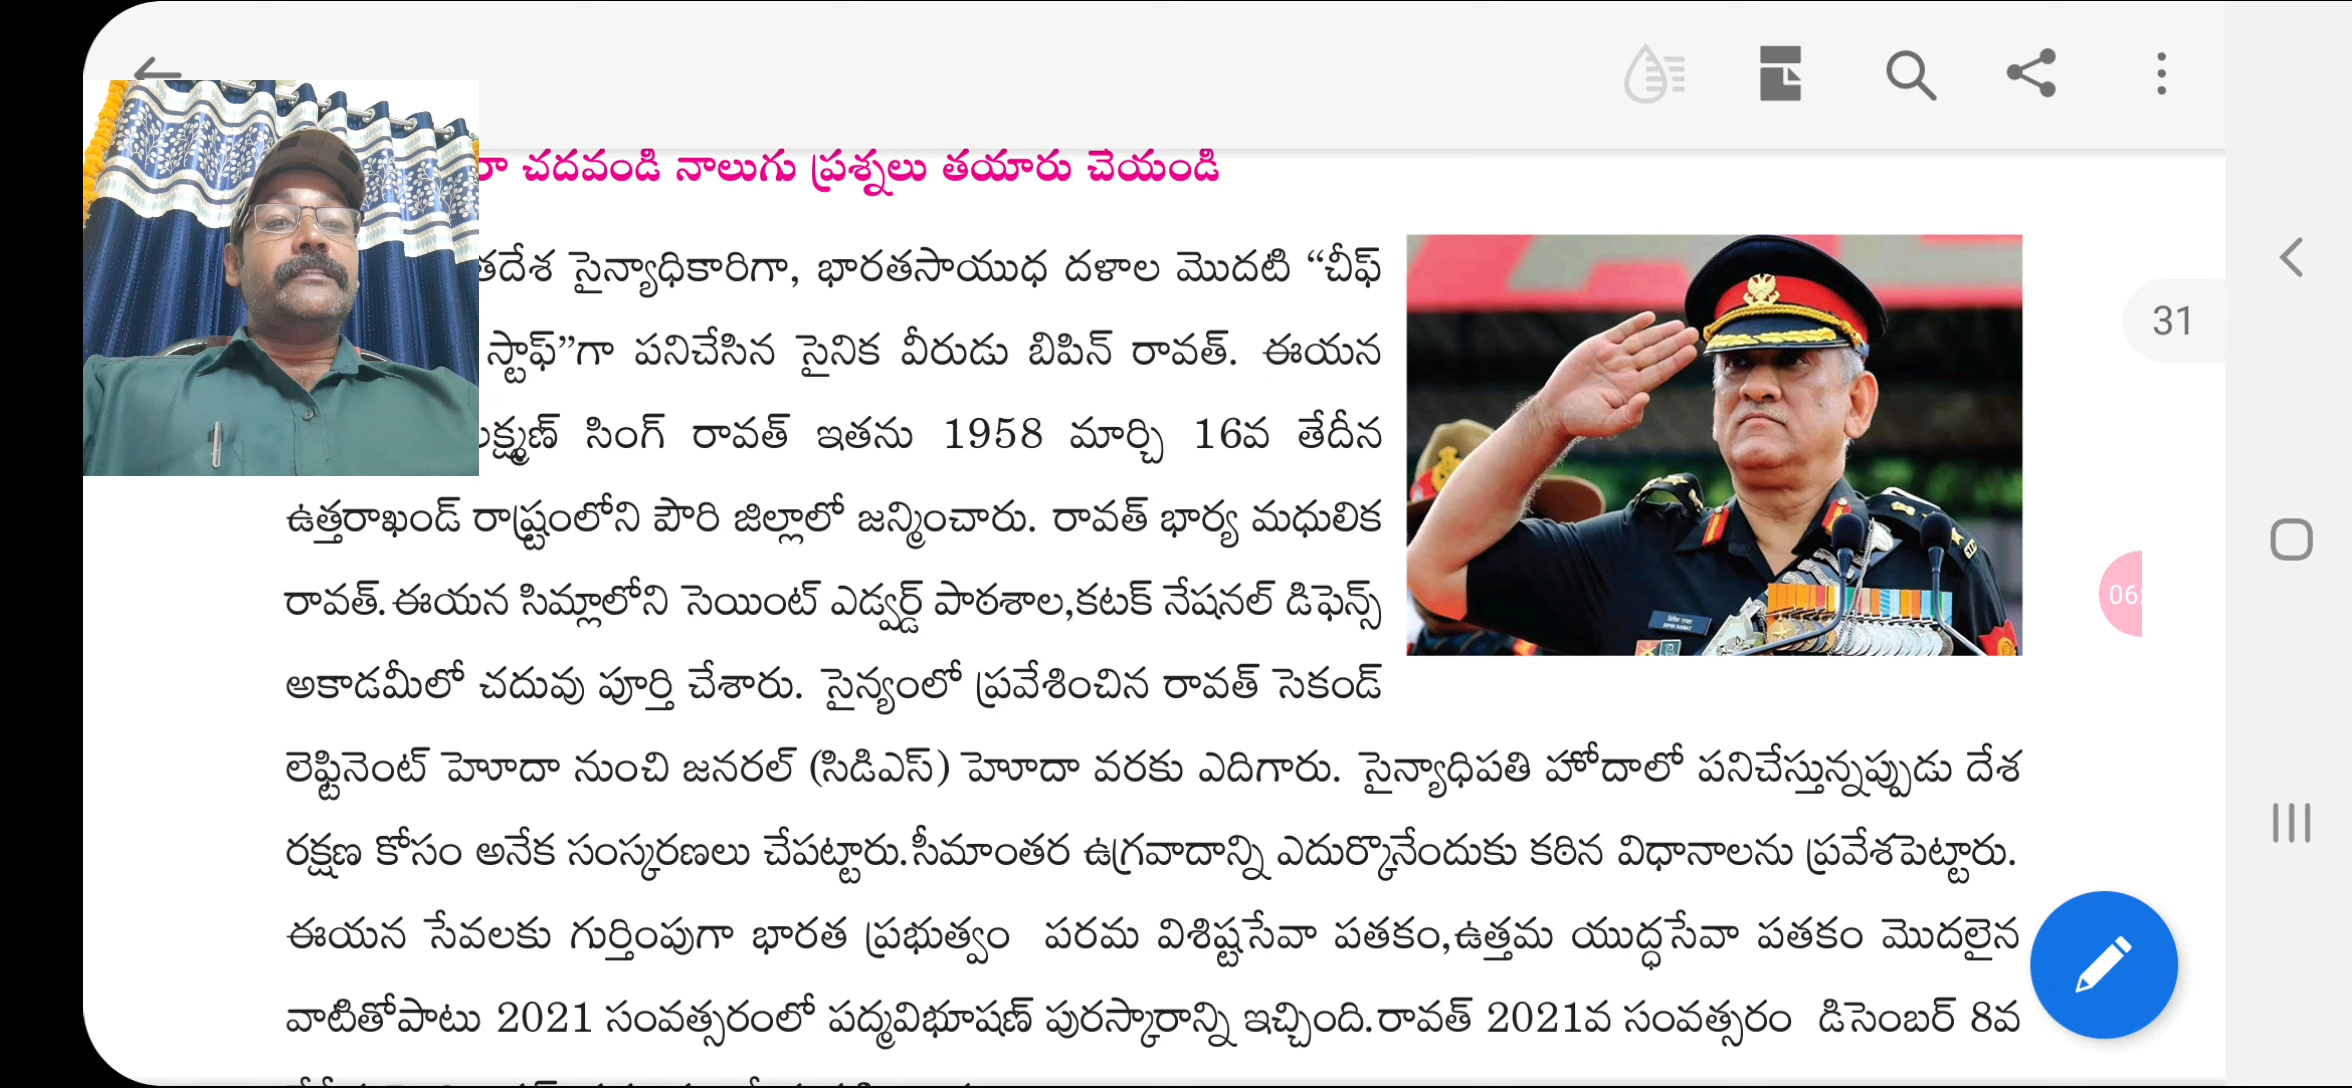 రా చదవండి నాలుగు ప్రశ్నలు తయారు చేయండి
తదేశ సైన్యాధికారిగా, భారతసాయుధ దళాల మొదటి “చీఫ్
స్టాఫ్”గా పనిచేసిన సైనిక వీరుడు బిపిన్ రావత్. ఈయన
లక్ష్మణ్ సింగ్ రావత్ ఇతను 1958 మార్చి 16వ తేదీన
ఉత్తరాఖండ్ రాష్ట్రంలోని పౌరి జిల్లాలో జన్మించారు. రావత్ భార్య మధులిక
రావత్.ఈయన సిమ్లాలోని సెయింట్ ఎడ్వర్డ్ పాఠశాల,కటక్ నేషనల్ డిఫెన్స్
అకాడమీలో చదువు పూర్తి చేశారు. సైన్యంలో ప్రవేశించిన రావత్ సెకండ్
లెఫ్టినెంట్ హెూదా నుంచి జనరల్ (సిడిఎస్) హెూదా వరకు ఎదిగారు. సైన్యాధిపతి హోదాలో పనిచేస్తున్నప్పుడు దేశ
రక్షణ కోసం అనేక సంస్కరణలు చేపట్టారు.సీమాంతర ఉగ్రవాదాన్ని ఎదుర్కొనేందుకు కఠిన విధానాలను ప్రవేశపెట్టారు.
ఈయన సేవలకు గుర్తింపుగా భారత ప్రభుత్వం పరమ విశిష్టసేవా పతకం,ఉత్తమ యుద్ధసేవా పతకం మొదలైన
వాటితోపాటు 2021 సంవత్సరంలో పద్మవిభూషణ్ పురస్కారాన్ని ఇచ్చింది.రావత్ 2021వ సంవత్సరం డిసెంబర్ 8వ
31
06: